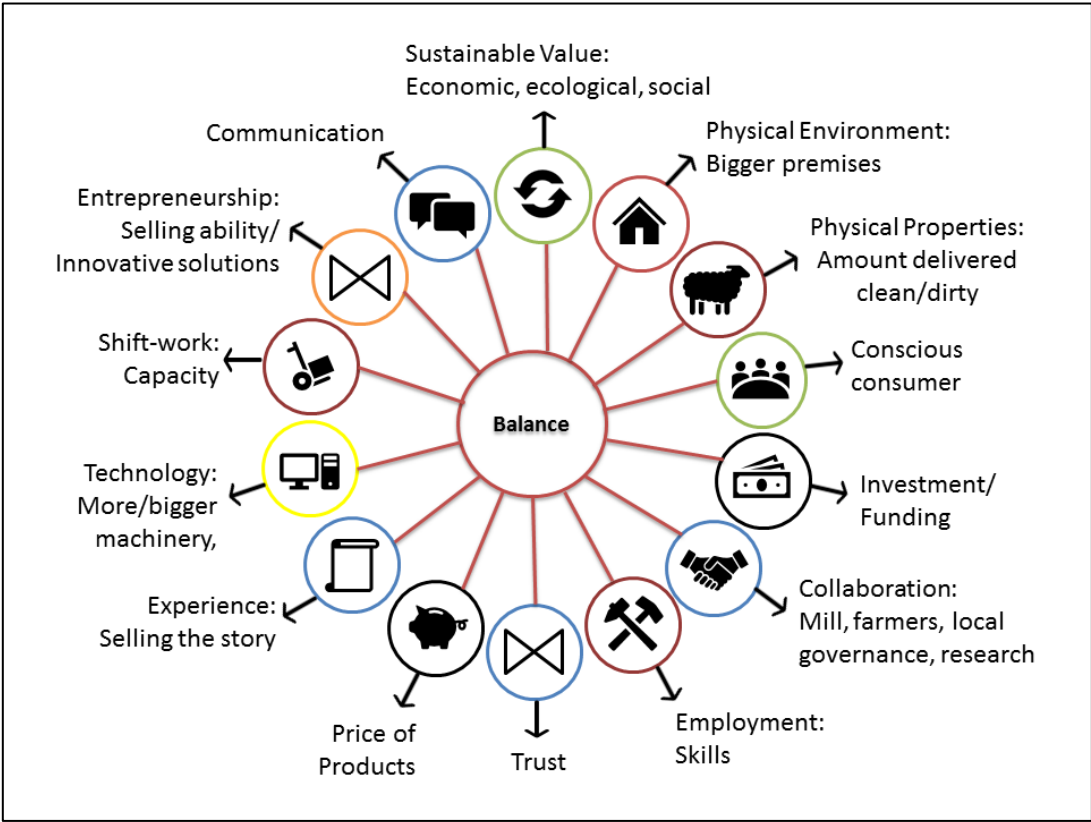 Sustainable Value:
Economic, ecological, social
Communication
Physical Environment:
Bigger premises
Entrepreneurship:
Selling ability/
Innovative solutions
Physical Properties:
Amount delivered
clean/dirty
Shift-work:
Capacity
Conscious
consumer
Balance
Technology:
More/bigger
machinery,
Investment/
Funding
Experience:
Selling the story
Collaboration:
Mill, farmers, local
governance, research
Price of
Products
Trust
Employment:
Skills